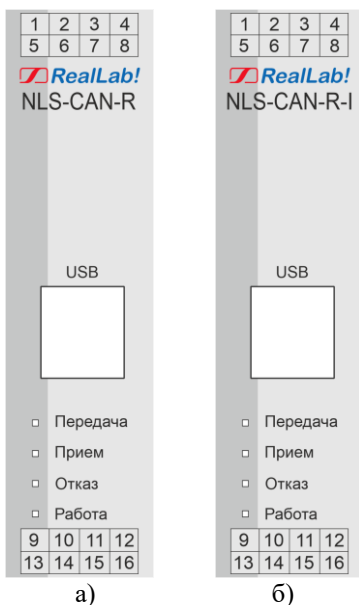 1 2 3 4
5 6 7 8
RealLab!
NLS-CAN-R
USB
Передача
Прием
Отказ
Работа
9 10 11 12
13 14 15 16
а)
1 2 3 4
5 6 7 8
RealLab!
NLS-CAN-R-I
USB
Передача
Прием
Отказ
Работа
9 10 11 12
13 14 15 16
б)